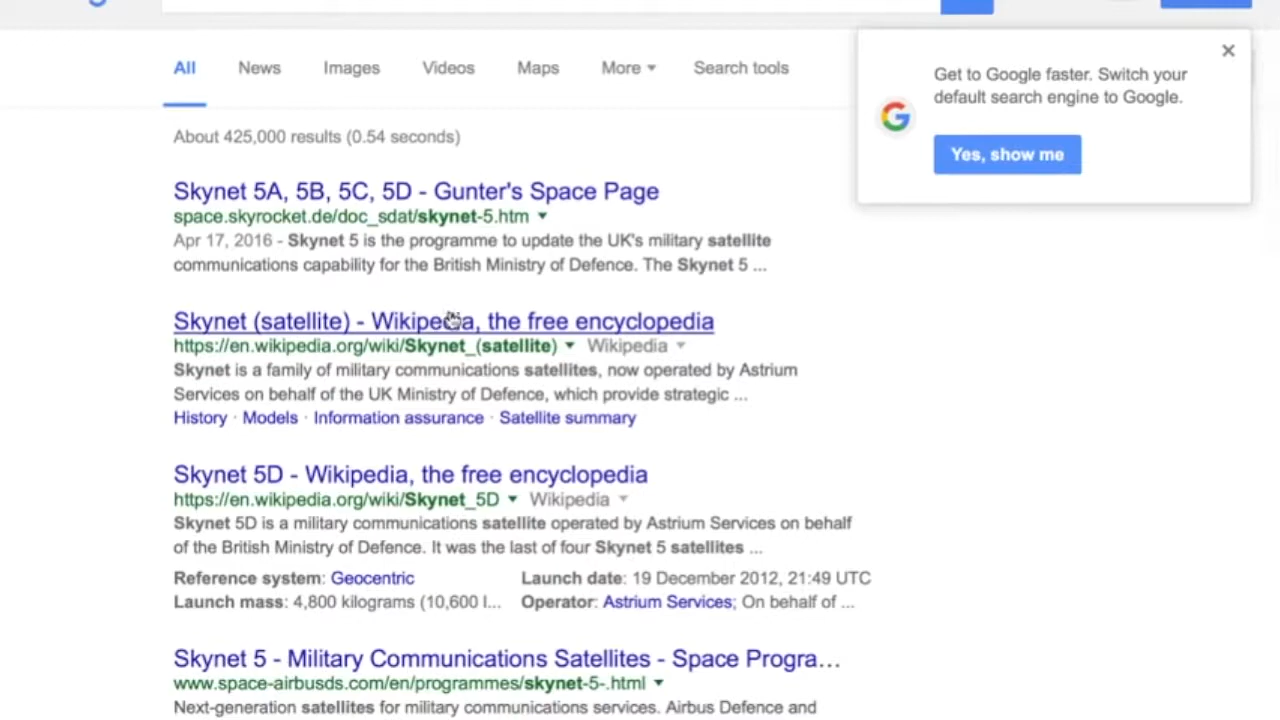 All News Images Videos Maps More Search tools
Get to Google faster. Switch your
default search engine to Google.
Yes, show me
About 425,000 results (0.54 seconds)
Skynet 5A, 5B, 5C, 5D - Gunter's Space Page
space.skyrocket.de/doc_sdat/skynet-5.htm
Apr 17, 2016 - Skynet 5 is the programme to update the UK's military satellite
communications capability for the British Ministry of Defence. The Skynet 5 ...
Skynet (satellite) - Wikipedia, the free encyclopedia
https://en.wikipedia.org/wiki/Skynet_(satellite) Wikipedia
Skynet is a family of military communications satellites, now operated by Astrium
Services on behalf of the UK Ministry of Defence, which provide strategic ...
History · Models · Information assurance · Satellite summary
Skynet 5D - Wikipedia, the free encyclopedia
https://en.wikipedia.org/wiki/Skynet_5D Wikipedia
Skynet 5D is a military communications satellite operated by Astrium Services on behalf
of the British Ministry of Defence. It was the last of four Skynet 5 satellites ...
Reference system: Geocentric Launch date: 19 December 2012, 21:49 UTC
Launch mass: 4,800 kilograms (10,600 l... Operator: Astrium Services; On behalf of ...
Skynet 5 - Military Communications Satellites - Space Progra...
www.space-airbusds.com/en/programmes/skynet-5-.html
Next-generation satellites for military communications services. Airbus Defence and